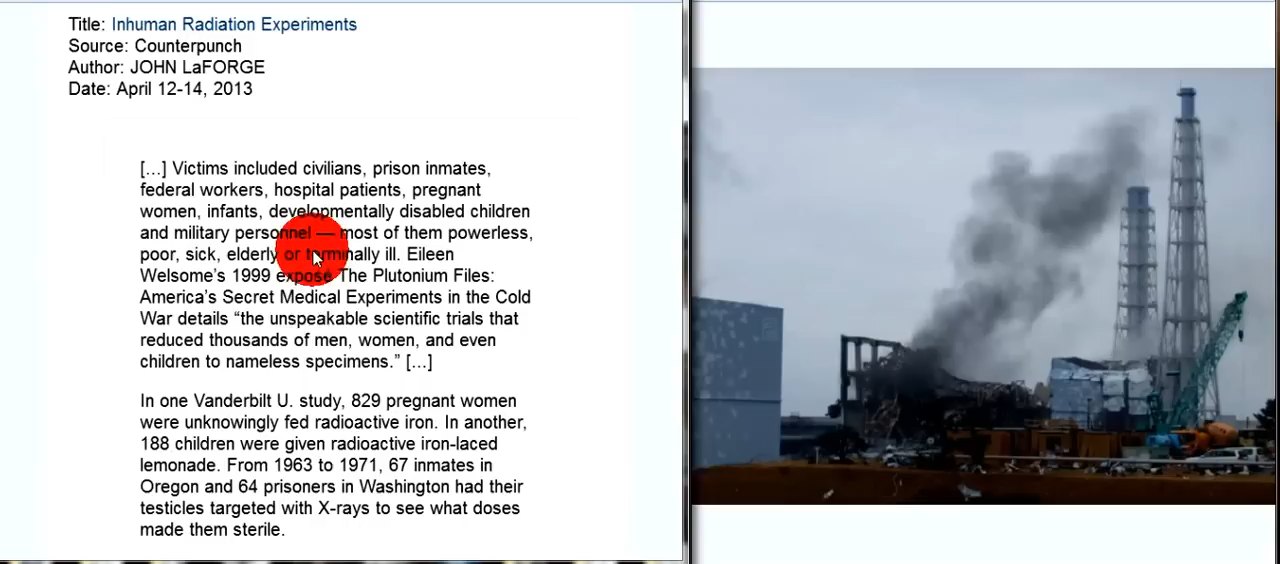 Title: Inhuman Radiation Experiments
Source: Counterpunch
Author: JOHN LaFORGE
Date: April 12-14, 2013
[...] Victims included civilians, prison inmates,
federal workers, hospital patients, pregnant
women, infants, developmentally disabled children
and military personnel — most of them powerless,
poor, sick, elderly or terminally ill. Eileen
Welsome’s 1999 exposé The Plutonium Files:
America’s Secret Medical Experiments in the Cold
War details “the unspeakable scientific trials that
reduced thousands of men, women, and even
children to nameless specimens.” [...]
In one Vanderbilt U. study, 829 pregnant women
were unknowingly fed radioactive iron. In another,
188 children were given radioactive iron-laced
lemonade. From 1963 to 1971, 67 inmates in
Oregon and 64 prisoners in Washington had their
testicles targeted with X-rays to see what doses
made them sterile.